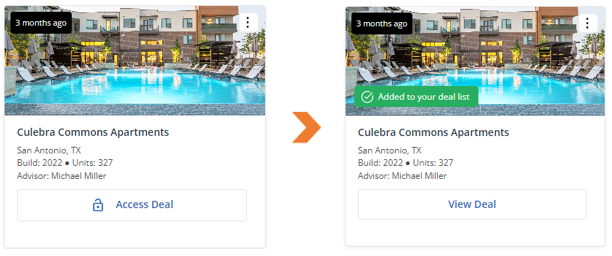 3 months ago
Culebra Commons Apartments
San Antonio, TX
Build: 2022 ● Units: 327
Advisor: Michael Miller
Access Deal
3 months ago
Added to your deal list
Culebra Commons Apartments
San Antonio, TX
Build: 2022 ● Units: 327
Advisor: Michael Miller
View Deal